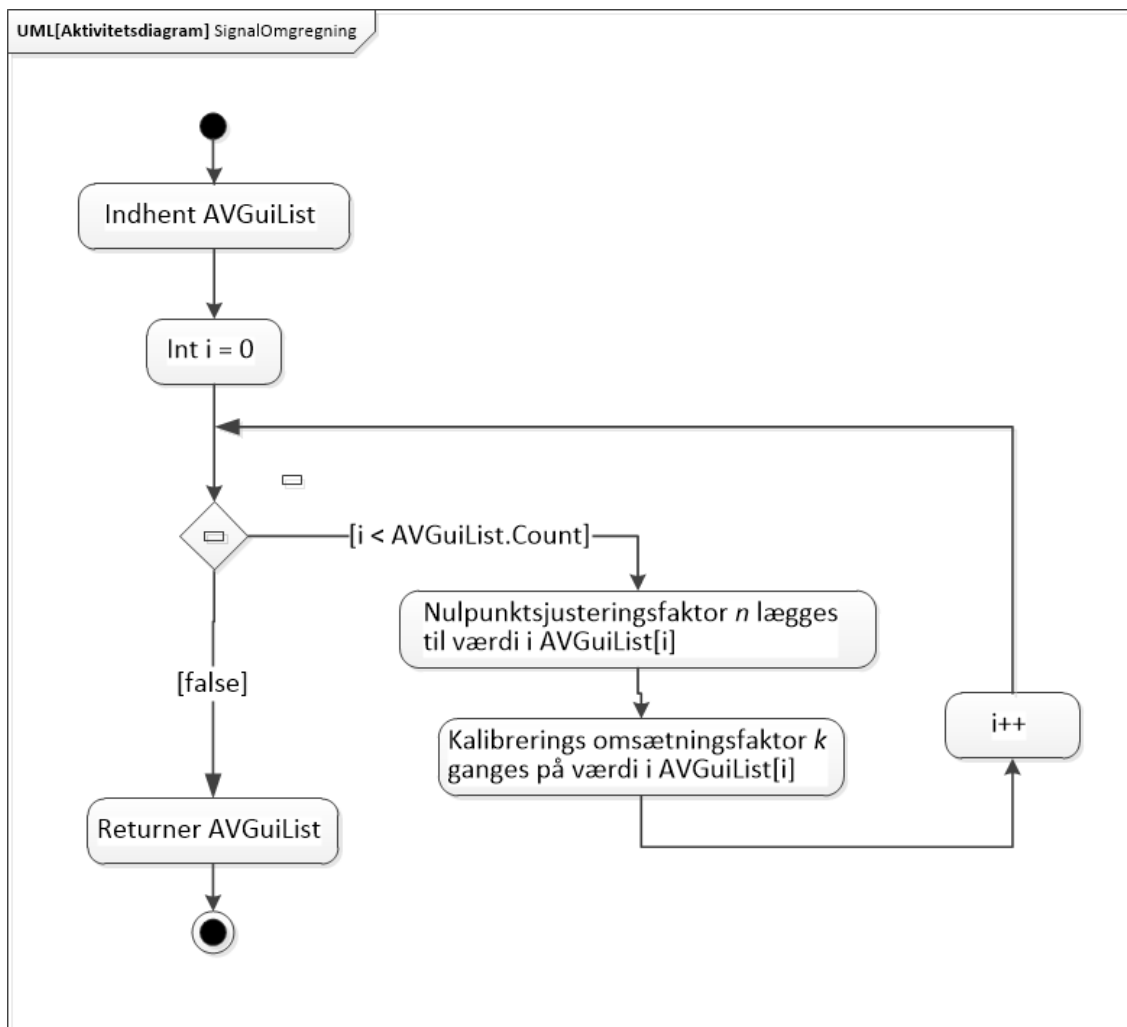 UML[Aktivitetsdiagram] SignalOmgregning
Indhent AVGuiList
Int i = 0
[i < AVGuiList.Count]
Nulpunktsjusteringsfaktor n lægges
til værdi i AVGuiList[i]
[false]
Kalibrerings omsætningsfaktor k
ganges på værdi i AVGuiList[i]
i++
Returner AVGuiList